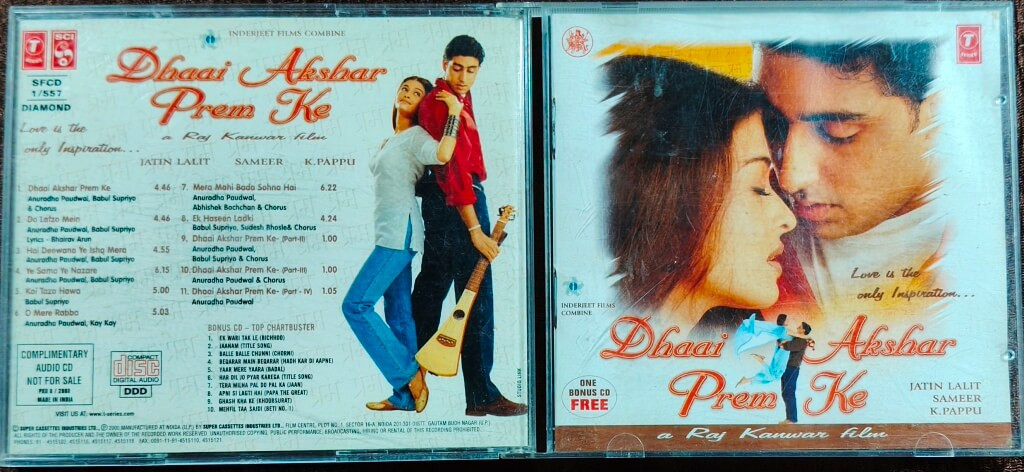 T
SCI
SFCD
1/557
DIAMOND
INDERJEET FILMS COMBINE
Dhaai Akshar
Prem Ke
a Raj Kanwar film
Love is the
only Inspiration...
JATIN LALIT SAMEER K.PAPPU
1. Dhaai Akshar Prem Ke 4.46
Anuradha Paudwal, Babul Supriyo
& Chorus
2. Do Lafzo Mein 4.46
Anuradha Paudwal, Babul Supriyo
Lyrics - Bhairav Arun
3. Hai Deewana Ye Ishq Mera 4.55
Anuradha Paudwal, Babul Supriyo
4. Ye Sama Ye Nazare 6.15
Anuradha Paudwal, Babul Supriyo
5. Koi Taza Hawa 5.00
Babul Supriyo
6. O Mere Rabba 5.03
Anuradha Paudwal, Kay Kay
7. Mera Mahi Bada Sohna Hai 6.22
Anuradha Paudwal,
Abhishek Bachchan & Chorus
8. Ek Haseen Ladki 4.24
Babul Supriyo, Sudesh Bhosle& Chorus
9. Dhaai Akshar Prem Ke- (Part-II) 1.00
Anuradha Paudwal,
Babul Supriyo & Chorus
10. Dhaai Akshar Prem Ke- (Part-III) 1.00
Anuradha Paudwal & Chorus
11. Dhaai Akshar Prem Ke- (Part - IV) 1.05
Anuradha Paudwal
BONUS CD - TOP CHARTBUSTER
1. EK WARI TAK LE (BICHHOO)
2. JAANAM (TITLE SONG)
3. BALLE BALLE CHUNNI (CHORNI)
4. BEQARAR MAIN BEQARAR (HADH KAR DI AAPNE)
5. YAAR MERE YAARA (BADAL)
6. HAR DIL JO PYAR KAREGA (TITLE SONG)
7. TERA MILNA PAL DO PAL KA (JAAN)
8. APNI SI LAGTI HAI (PAPA THE GREAT)
9. GHASH KHA KE (KHOOBSURAT)
10. MEHFIL TAA SAJDI (BETI NO. 1)
COMPLIMENTARY
AUDIO CD
NOT FOR SALE
MADE IN INDIA
COMPACT
disc
DIGITAL AUDIO
DDD
STUDIO LINK
VISIT US AT: www.t-series.com
SUPER CASSETTES INDUSTRIES LTD.
Love is the
only Inspiration...
INDERJEET FILMS
COMBINE
Dhaai Akshar
Prem Ke
ONE
BONUS CD
FREE
JATIN LALIT
SAMEER
K.PAPPU
a Raj Kanwar film